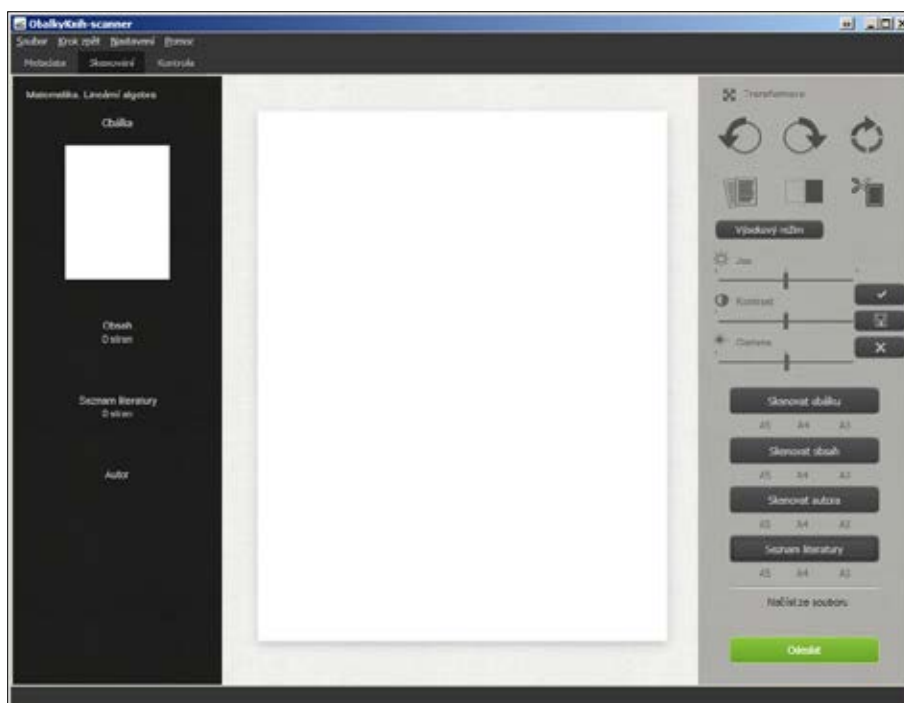 ObalkyKnih-scanner
Soubor Krok zpět Nastavení Pomoc
Metadata Skenování Kontrola
Matematika. Lineární algebra
Obálka
Obsah
0 stran
Seznam literatury
0 stran
Autor
Transformace
Výsekový režim
Jas
Kontrast
Gamma
Skenovat obálku
A5 A4 A3
Skenovat obsah
A5 A4 A3
Skenovat autora
A5 A4 A3
Seznam literatury
A5 A4 A3
Načíst ze souboru
Odeslat